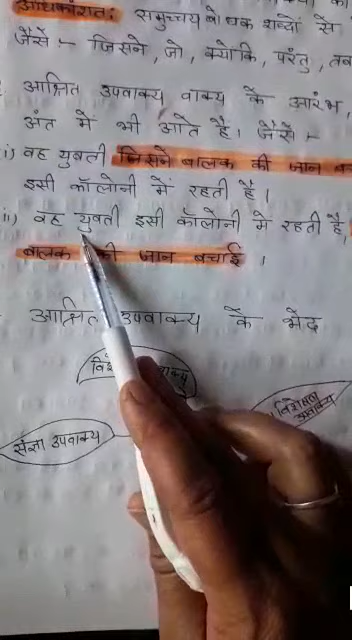 अधिकांशतः समुच्चय बोधक शब्दों से
जैसे :- जिसने, जो, क्योंकि, परंतु,
आश्रित उपवाक्य वाक्य के आरंभ,
अंत में भी आते हैं। जैसे :-
i) वह युवती जिसने बालक की जान
इसी कॉलोनी में रहती है।
ii) वह युवती इसी कॉलोनी में रहती है,
बालक की जान बचाई ।
आश्रित उपवाक्य के भेद
संज्ञा उपवाक्य
विशेषण
उपवाक्य